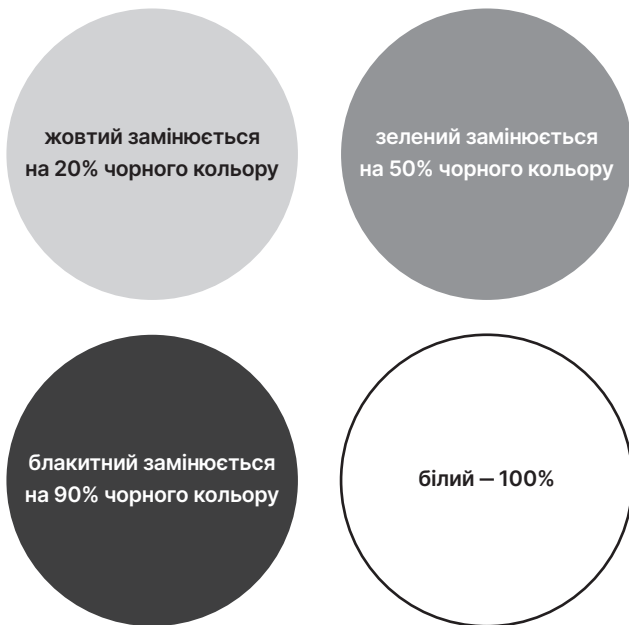 жовтий замінюється
на 20% чорного кольору
зелений замінюється
на 50% чорного кольору
блакитний замінюється
на 90% чорного кольору
білий — 100%